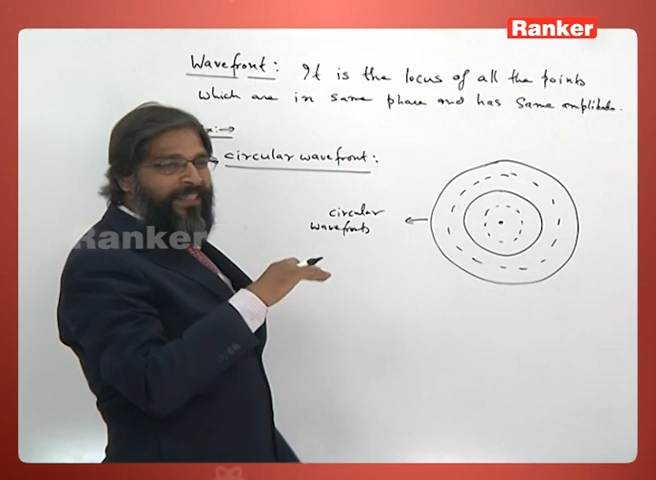 Ranker
Wavefront: It is the locus of all the points
which are in same phase and has same amplitude.
circular wavefront:
circular
wavefronts
Ranker